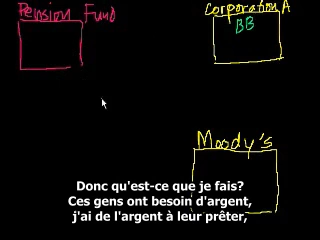 Pension Fund
Corporation A
BB
Moody's
Donc qu'est-ce que je fais?
Ces gens ont besoin d'argent,
j'ai de l'argent à leur prêter,